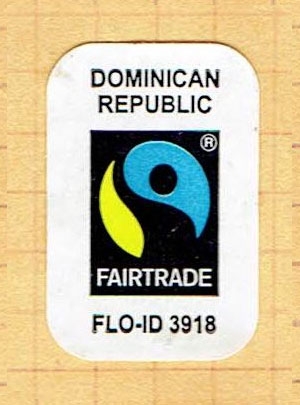 DOMINICAN
REPUBLIC
®
FAIRTRADE
FLO-ID 3918